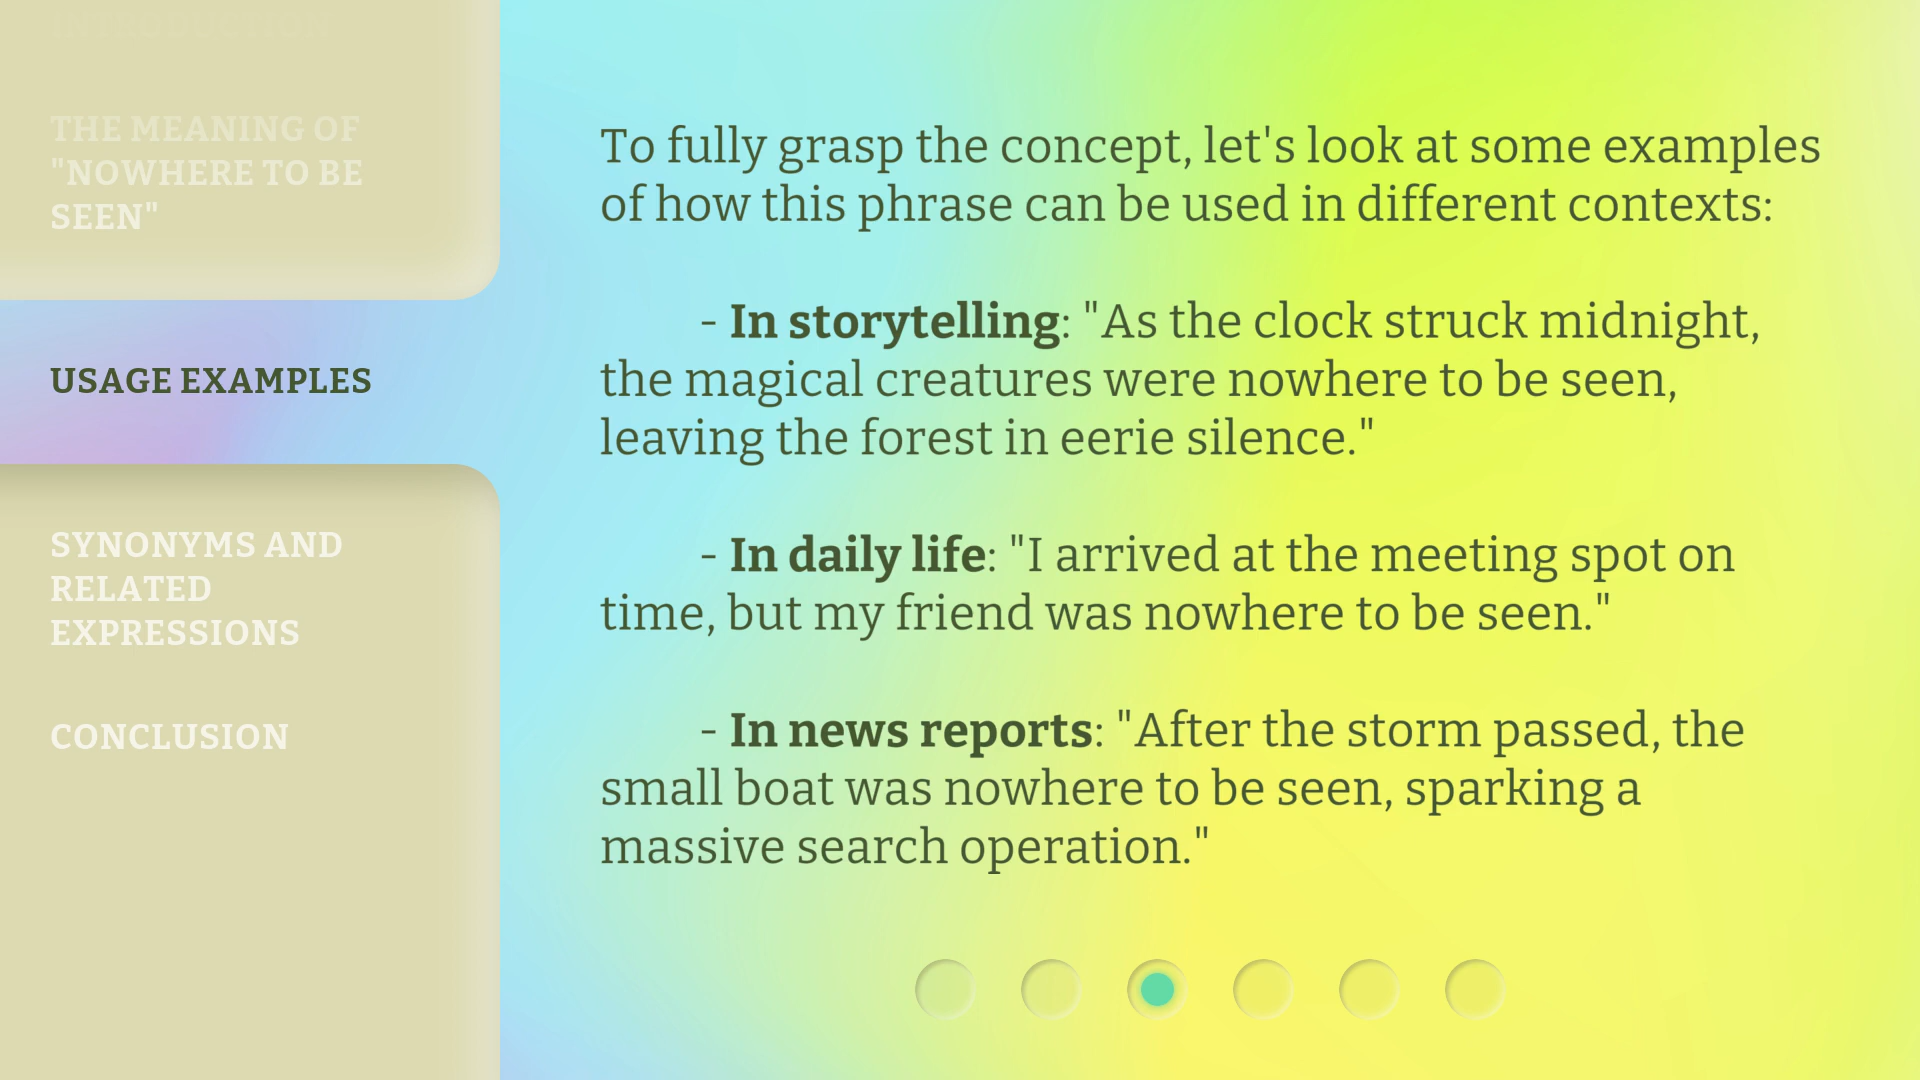 INTRODUCTION
THE MEANING OF
"NOWHERE TO BE
SEEN"
USAGE EXAMPLES
SYNONYMS AND
RELATED
EXPRESSIONS
CONCLUSION
To fully grasp the concept, let's look at some examples
of how this phrase can be used in different contexts:
- In storytelling: "As the clock struck midnight,
the magical creatures were nowhere to be seen,
leaving the forest in eerie silence."
- In daily life: "I arrived at the meeting spot on
time, but my friend was nowhere to be seen."
- In news reports: "After the storm passed, the
small boat was nowhere to be seen, sparking a
massive search operation."